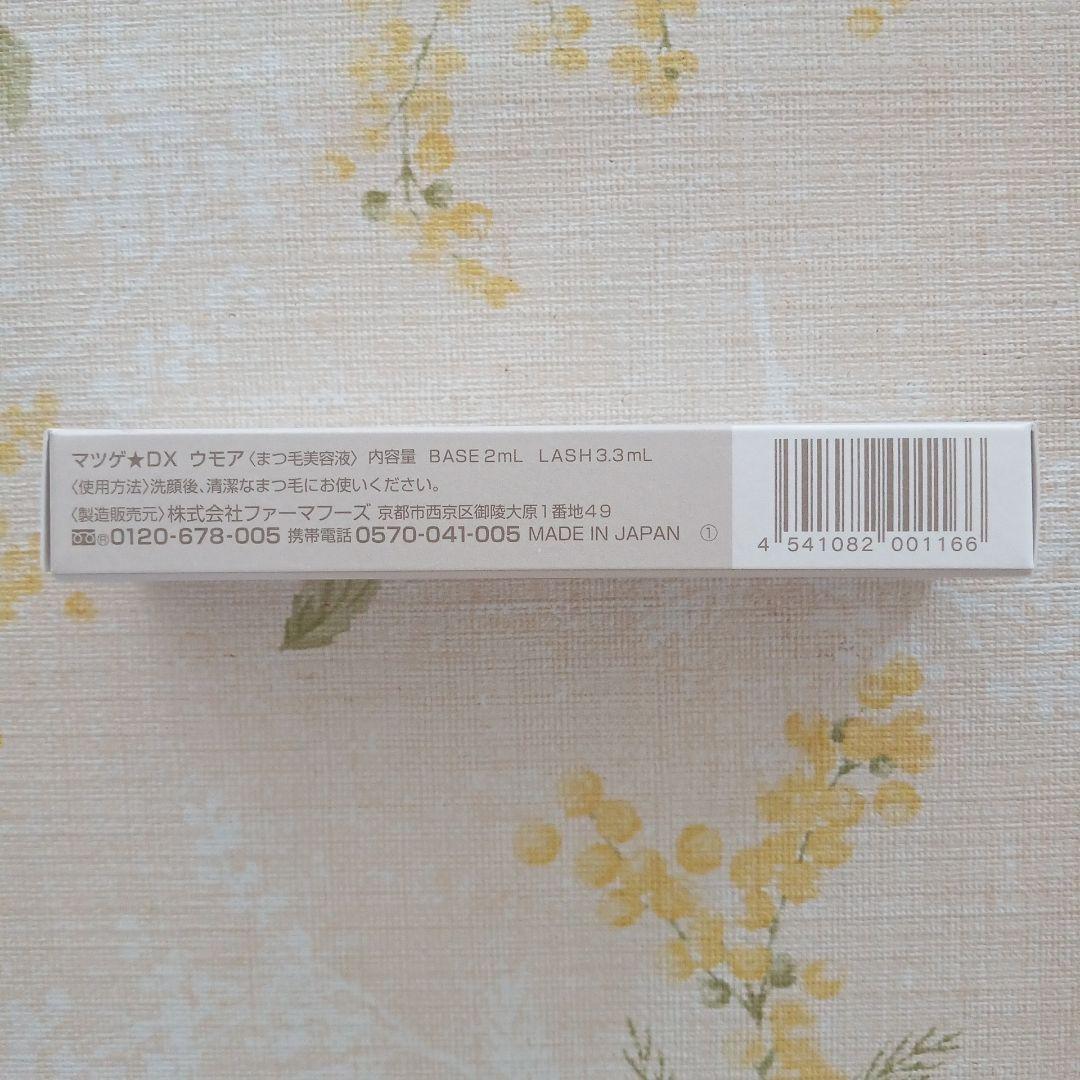 マツゲ★DX ウモア〈まつ毛美容液〉 内容量 BASE 2mL LASH 3.3mL
〈使用方法〉洗顔後、清潔なまつ毛にお使いください。
〈製造販売元〉株式会社ファーマフーズ 京都市西京区御陵大原1番地49
0120-678-005 携帯電話 0570-041-005 MADE IN JAPAN ①
4 541082 001166